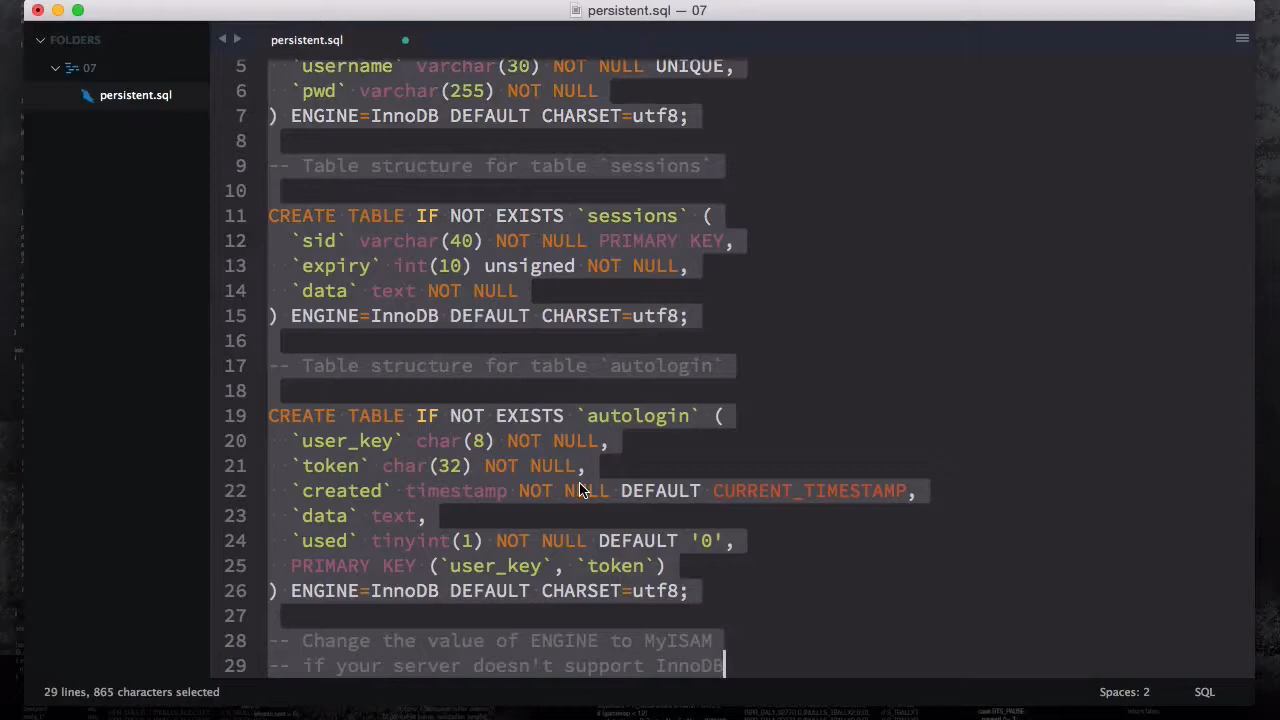 persistent.sql — 07
FOLDERS
07
persistent.sql
persistent.sql
5 `username` varchar(30) NOT NULL UNIQUE,
6 `pwd` varchar(255) NOT NULL
7 ) ENGINE=InnoDB DEFAULT CHARSET=utf8;
8
9 -- Table structure for table `sessions`
10
11 CREATE TABLE IF NOT EXISTS `sessions` (
12 `sid` varchar(40) NOT NULL PRIMARY KEY,
13 `expiry` int(10) unsigned NOT NULL,
14 `data` text NOT NULL
15 ) ENGINE=InnoDB DEFAULT CHARSET=utf8;
16
17 -- Table structure for table `autologin`
18
19 CREATE TABLE IF NOT EXISTS `autologin` (
20 `user_key` char(8) NOT NULL,
21 `token` char(32) NOT NULL,
22 `created` timestamp NOT NULL DEFAULT CURRENT_TIMESTAMP,
23 `data` text,
24 `used` tinyint(1) NOT NULL DEFAULT '0',
25 PRIMARY KEY (`user_key`, `token`)
26 ) ENGINE=InnoDB DEFAULT CHARSET=utf8;
27
28 -- Change the value of ENGINE to MyISAM
29 -- if your server doesn't support InnoDB
29 lines, 865 characters selected
Spaces: 2
SQL